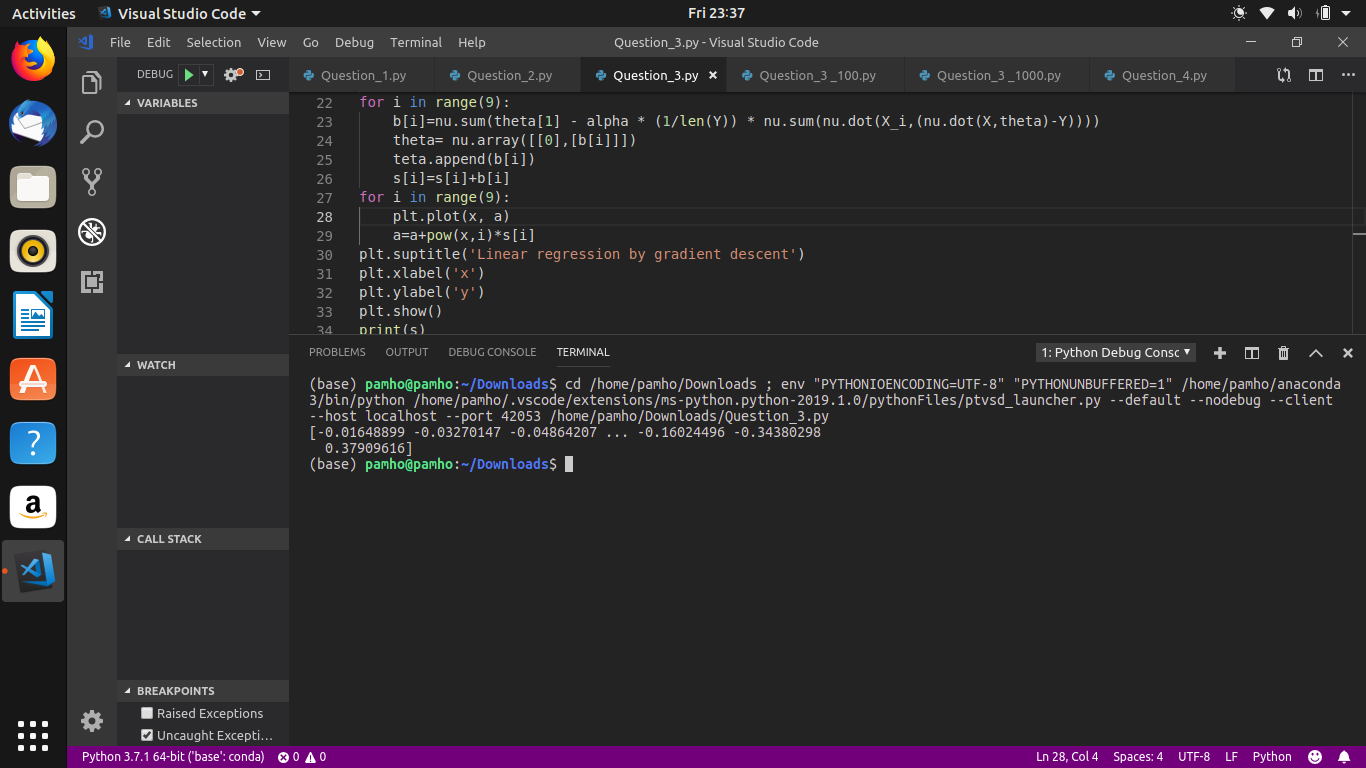 Activities
Visual Studio Code
Fri 23:37
File Edit Selection View Go Debug Terminal Help
Question_3.py - Visual Studio Code
DEBUG
Question_1.py
Question_2.py
Question_3.py
Question_3 _100.py
Question_3 _1000.py
Question_4.py
VARIABLES
WATCH
CALL STACK
BREAKPOINTS
Raised Exceptions
Uncaught Excepti…
22 for i in range(9):
23     b[i]=nu.sum(theta[1] - alpha * (1/len(Y)) * nu.sum(nu.dot(X_i,(nu.dot(X,theta)-Y))))
24     theta= nu.array([[0],[b[i]]])
25     teta.append(b[i])
26     s[i]=s[i]+b[i]
27 for i in range(9):
28     plt.plot(x, a)
29     a=a+pow(x,i)*s[i]
30 plt.suptitle('Linear regression by gradient descent')
31 plt.xlabel('x')
32 plt.ylabel('y')
33 plt.show()
34 print(s)
PROBLEMS OUTPUT DEBUG CONSOLE TERMINAL
1: Python Debug Consc
(base) pamho@pamho:~/Downloads$ cd /home/pamho/Downloads ; env "PYTHONIOENCODING=UTF-8" "PYTHONUNBUFFERED=1" /home/pamho/anaconda
3/bin/python /home/pamho/.vscode/extensions/ms-python.python-2019.1.0/pythonFiles/ptvsd_launcher.py --default --nodebug --client
--host localhost --port 42053 /home/pamho/Downloads/Question_3.py
[-0.01648899 -0.03270147 -0.04864207 ... -0.16024496 -0.34380298
  0.37909616]
(base) pamho@pamho:~/Downloads$
Python 3.7.1 64-bit ('base': conda)
0
0
Ln 28, Col 4
Spaces: 4
UTF-8
LF
Python